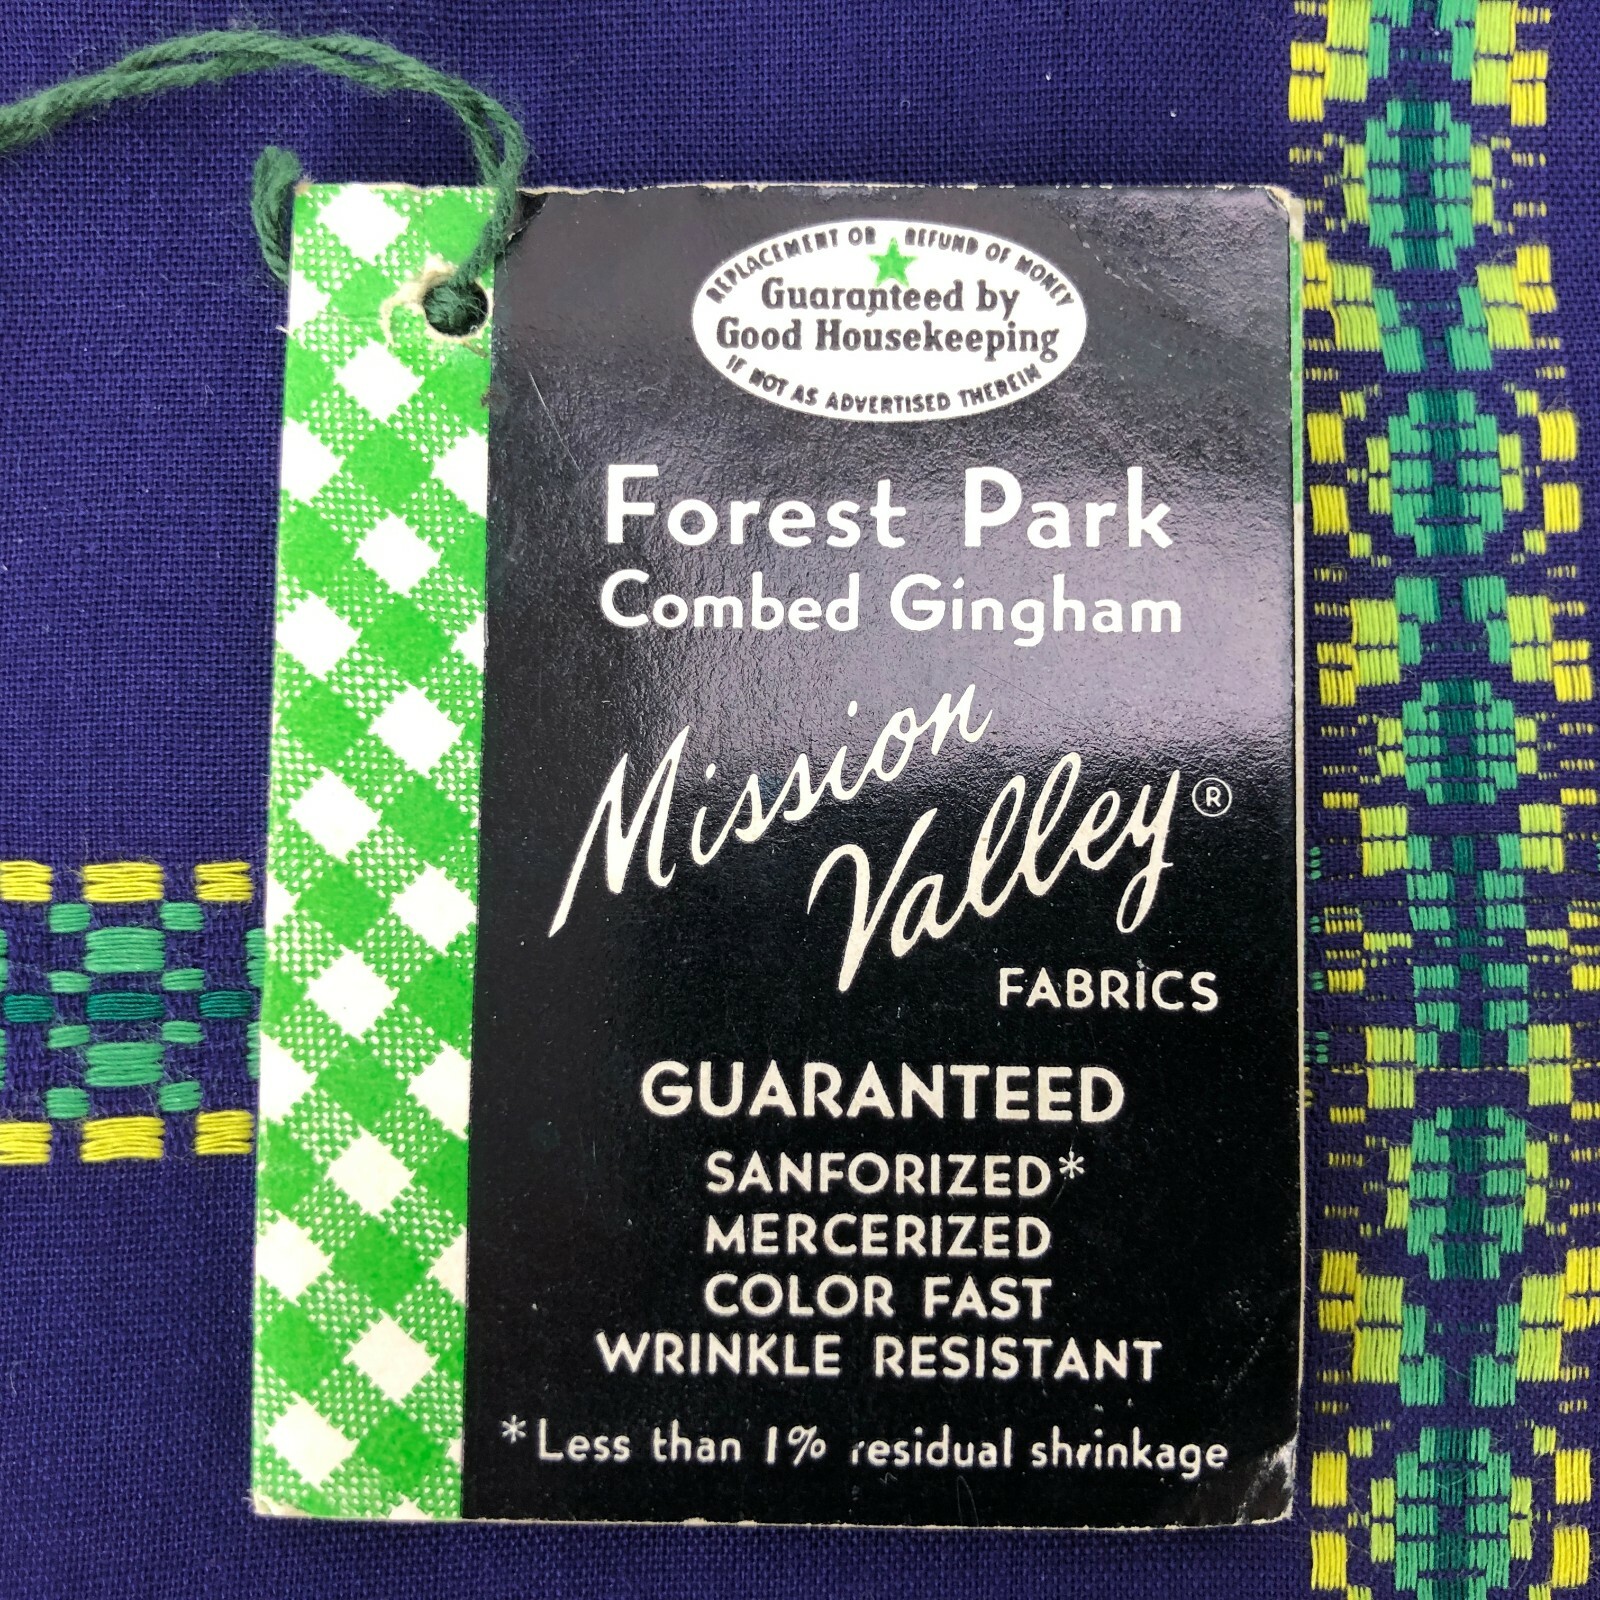 REPLACEMENT OR REFUND OF MONEY
Guaranteed by
Good Housekeeping
IF NOT AS ADVERTISED THEREIN
Forest Park
Combed Gingham
Mission
Valley®
FABRICS
GUARANTEED
SANFORIZED*
MERCERIZED
COLOR FAST
WRINKLE RESISTANT
*Less than 1% residual shrinkage